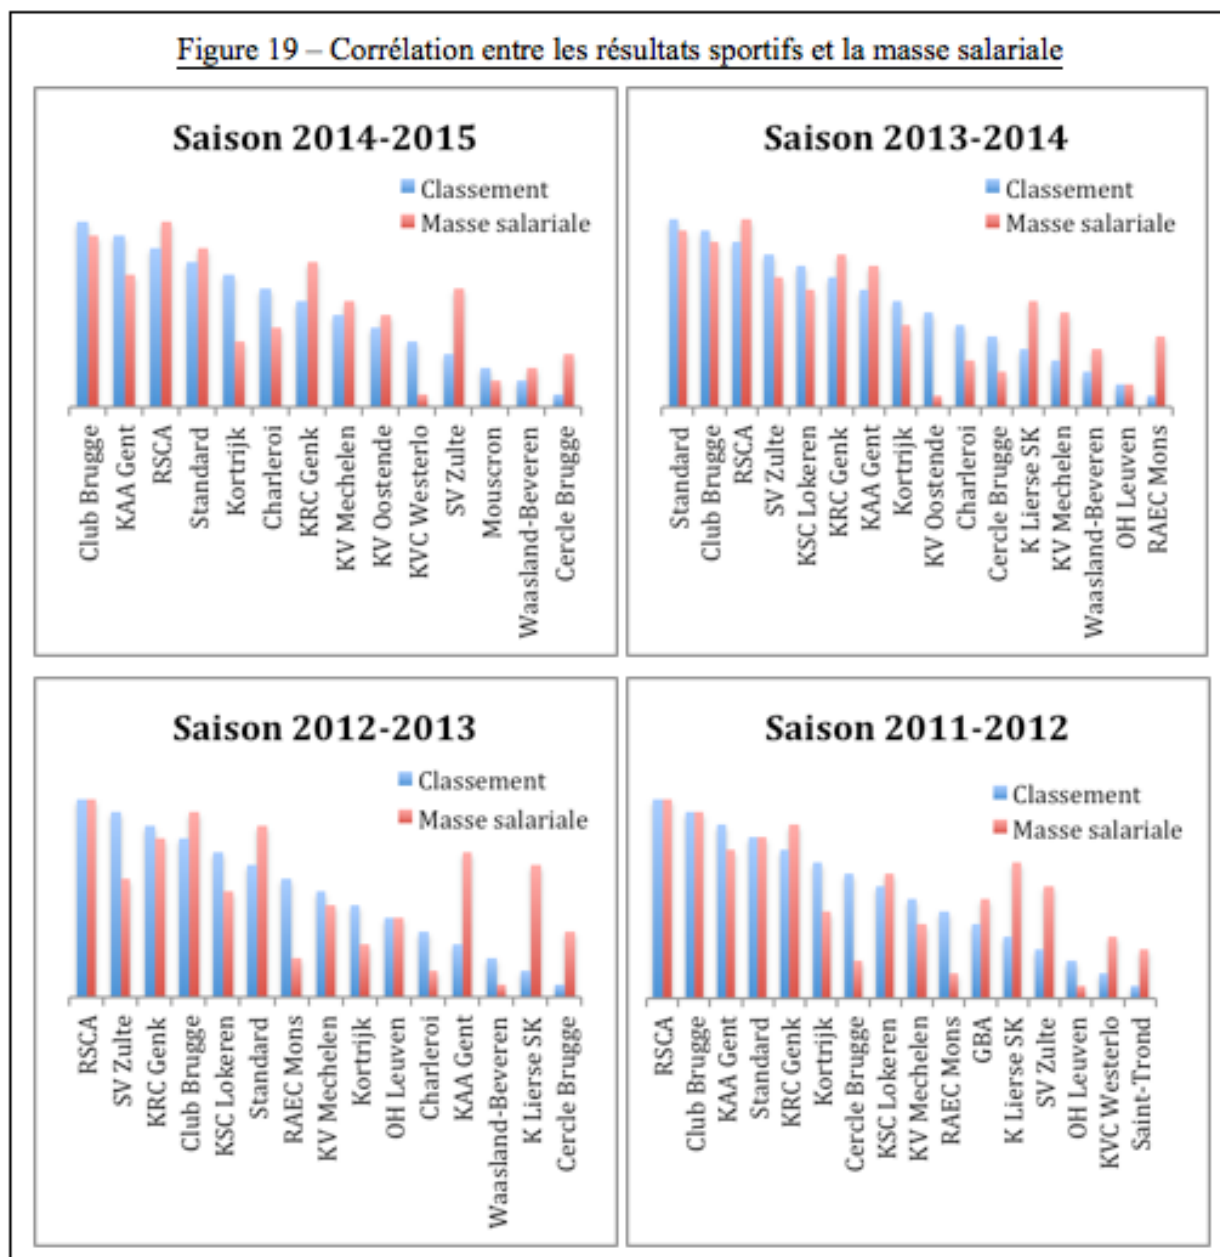 Figure 19 – Corrélation entre les résultats sportifs et la masse salariale
Saison 2014-2015
Classement
Masse salariale
Club Brugge
KAA Gent
RSCA
Standard
Kortrijk
Charleroi
KRC Genk
KV Mechelen
KV Oostende
KVC Westerlo
SV Zulte
Mouscron
Waasland-Beveren
Cercle Brugge
Saison 2013-2014
Classement
Masse salariale
Standard
Club Brugge
RSCA
SV Zulte
KSC Lokeren
KRC Genk
KAA Gent
Kortrijk
KV Oostende
Charleroi
Cercle Brugge
K Lierse SK
KV Mechelen
Waasland-Beveren
OH Leuven
RAEC Mons
Saison 2012-2013
Classement
Masse salariale
RSCA
SV Zulte
KRC Genk
Club Brugge
KSC Lokeren
Standard
RAEC Mons
KV Mechelen
Kortrijk
OH Leuven
Charleroi
KAA Gent
Waasland-Beveren
K Lierse SK
Cercle Brugge
Saison 2011-2012
Classement
Masse salariale
RSCA
Club Brugge
KAA Gent
Standard
KRC Genk
Kortrijk
Cercle Brugge
KSC Lokeren
KV Mechelen
RAEC Mons
GBA
K Lierse SK
SV Zulte
OH Leuven
KVC Westerlo
Saint-Trond